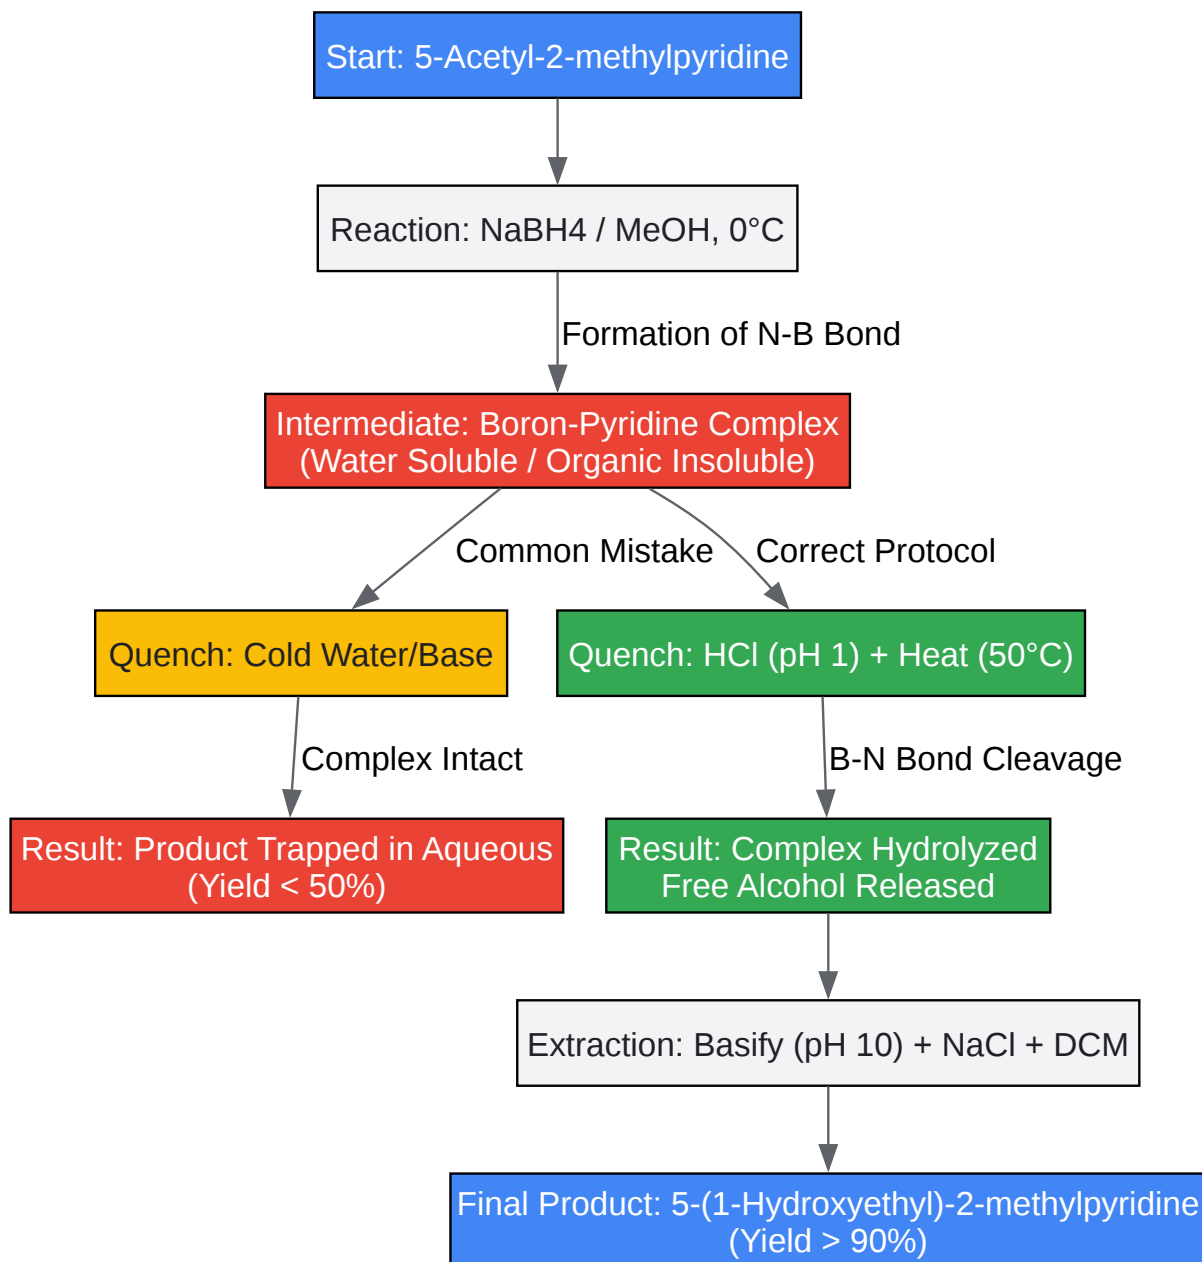 Start: 5-Acetyl-2-methylpyridine
Reaction: NaBH4 / MeOH, 0°C
Formation of N-B Bond
Intermediate: Boron-Pyridine Complex
(Water Soluble / Organic Insoluble)
Common Mistake
Correct Protocol
Quench: Cold Water/Base
Quench: HCl (pH 1) + Heat (50°C)
Complex Intact
B-N Bond Cleavage
Result: Product Trapped in Aqueous
(Yield < 50%)
Result: Complex Hydrolyzed
Free Alcohol Released
Extraction: Basify (pH 10) + NaCl + DCM
Final Product: 5-(1-Hydroxyethyl)-2-methylpyridine
(Yield > 90%)